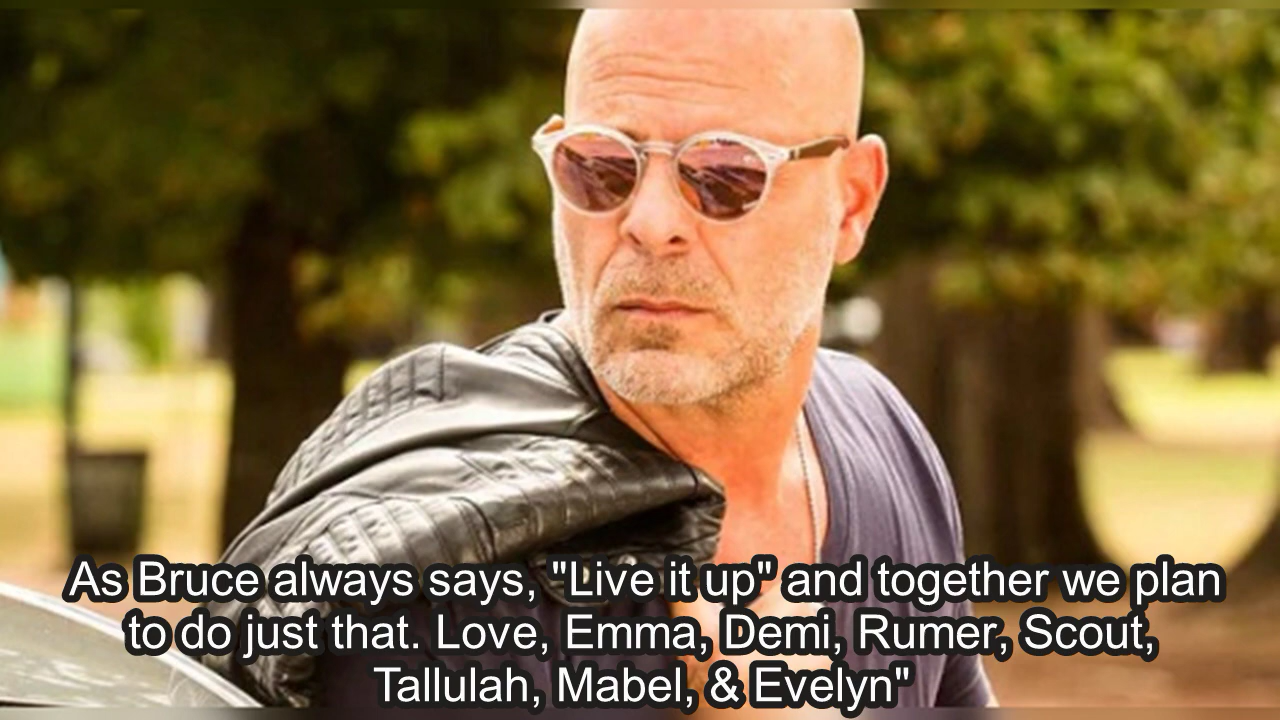 As Bruce always says, "Live it up" and together we plan
to do just that. Love, Emma, Demi, Rumer, Scout,
Tallulah, Mabel, & Evelyn"